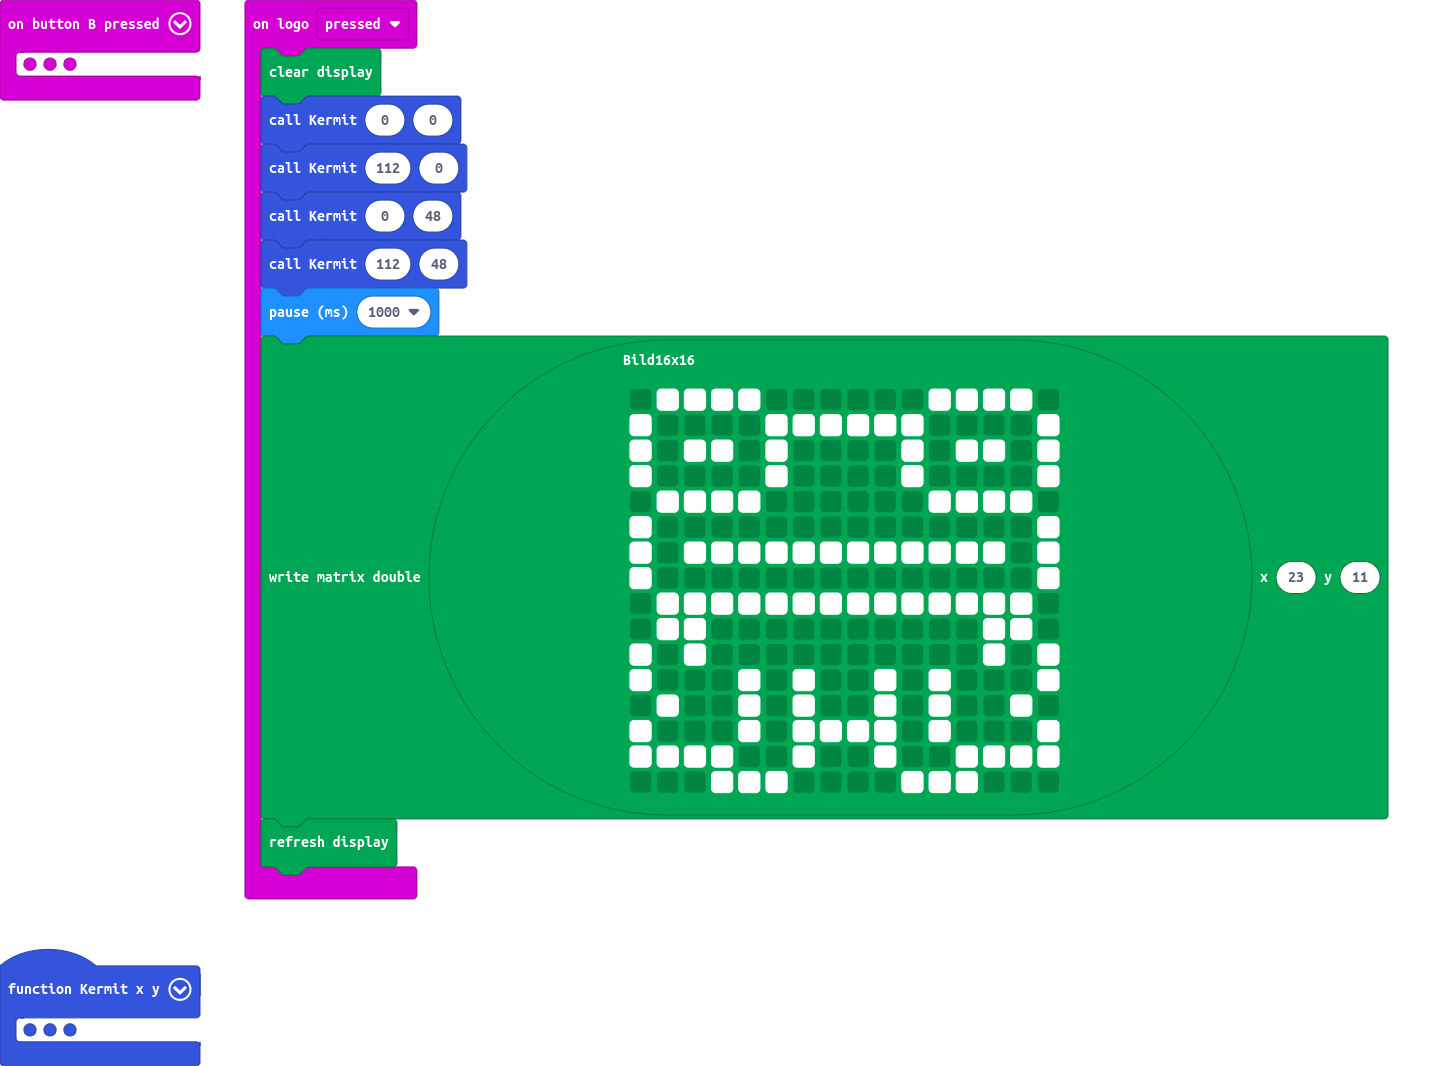 on button B pressed
on logo pressed
clear display
call Kermit 0 0
call Kermit 112 0
call Kermit 0 48
call Kermit 112 48
pause (ms) 1000
Bild16x16
write matrix double x 23 y 11
refresh display
function Kermit x y